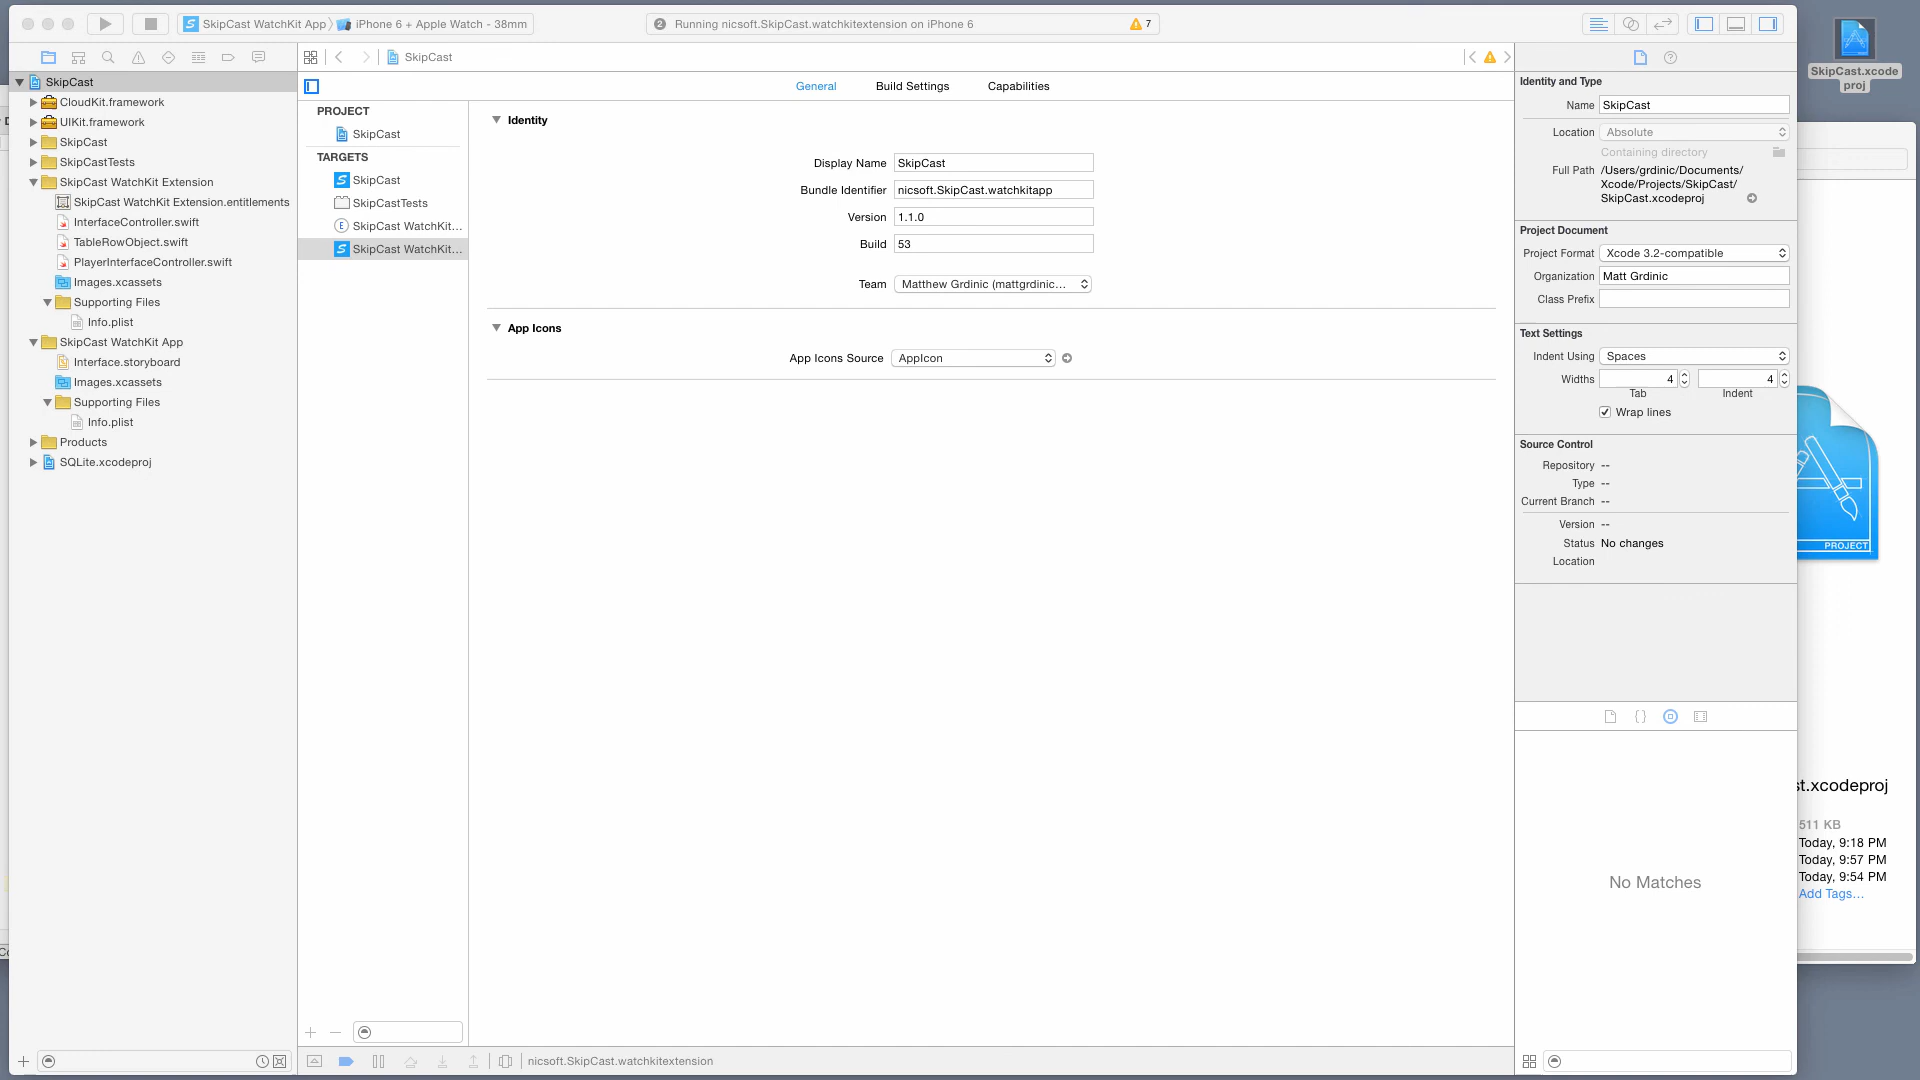 SkipCast WatchKit App
iPhone 6 + Apple Watch - 38mm
2
Running nicsoft.SkipCast.watchkitextension on iPhone 6
7
SkipCast
CloudKit.framework
UIKit.framework
SkipCast
SkipCastTests
SkipCast WatchKit Extension
SkipCast WatchKit Extension.entitlements
InterfaceController.swift
TableRowObject.swift
PlayerInterfaceController.swift
Images.xcassets
Supporting Files
Info.plist
SkipCast WatchKit App
Interface.storyboard
Images.xcassets
Supporting Files
Info.plist
Products
SQLite.xcodeproj
SkipCast
General
Build Settings
Capabilities
PROJECT
SkipCast
TARGETS
SkipCast
SkipCastTests
SkipCast WatchKit...
SkipCast WatchKit...
Identity
Display Name SkipCast
Bundle Identifier nicsoft.SkipCast.watchkitapp
Version 1.1.0
Build 53
Team Matthew Grdinic (mattgrdinic...
App Icons
App Icons Source AppIcon
nicsoft.SkipCast.watchkitextension
Identity and Type
Name SkipCast
Location Absolute
Containing directory
Full Path /Users/grdinic/Documents/
Xcode/Projects/SkipCast/
SkipCast.xcodeproj
Project Document
Project Format Xcode 3.2-compatible
Organization Matt Grdinic
Class Prefix
Text Settings
Indent Using Spaces
Widths 4 4
Tab Indent
Wrap lines
Source Control
Repository --
Type --
Current Branch --
Version --
Status No changes
Location
No Matches
SkipCast.xcode
proj
PROJECT
st.xcodeproj
511 KB
Today, 9:18 PM
Today, 9:57 PM
Today, 9:54 PM
Add Tags...